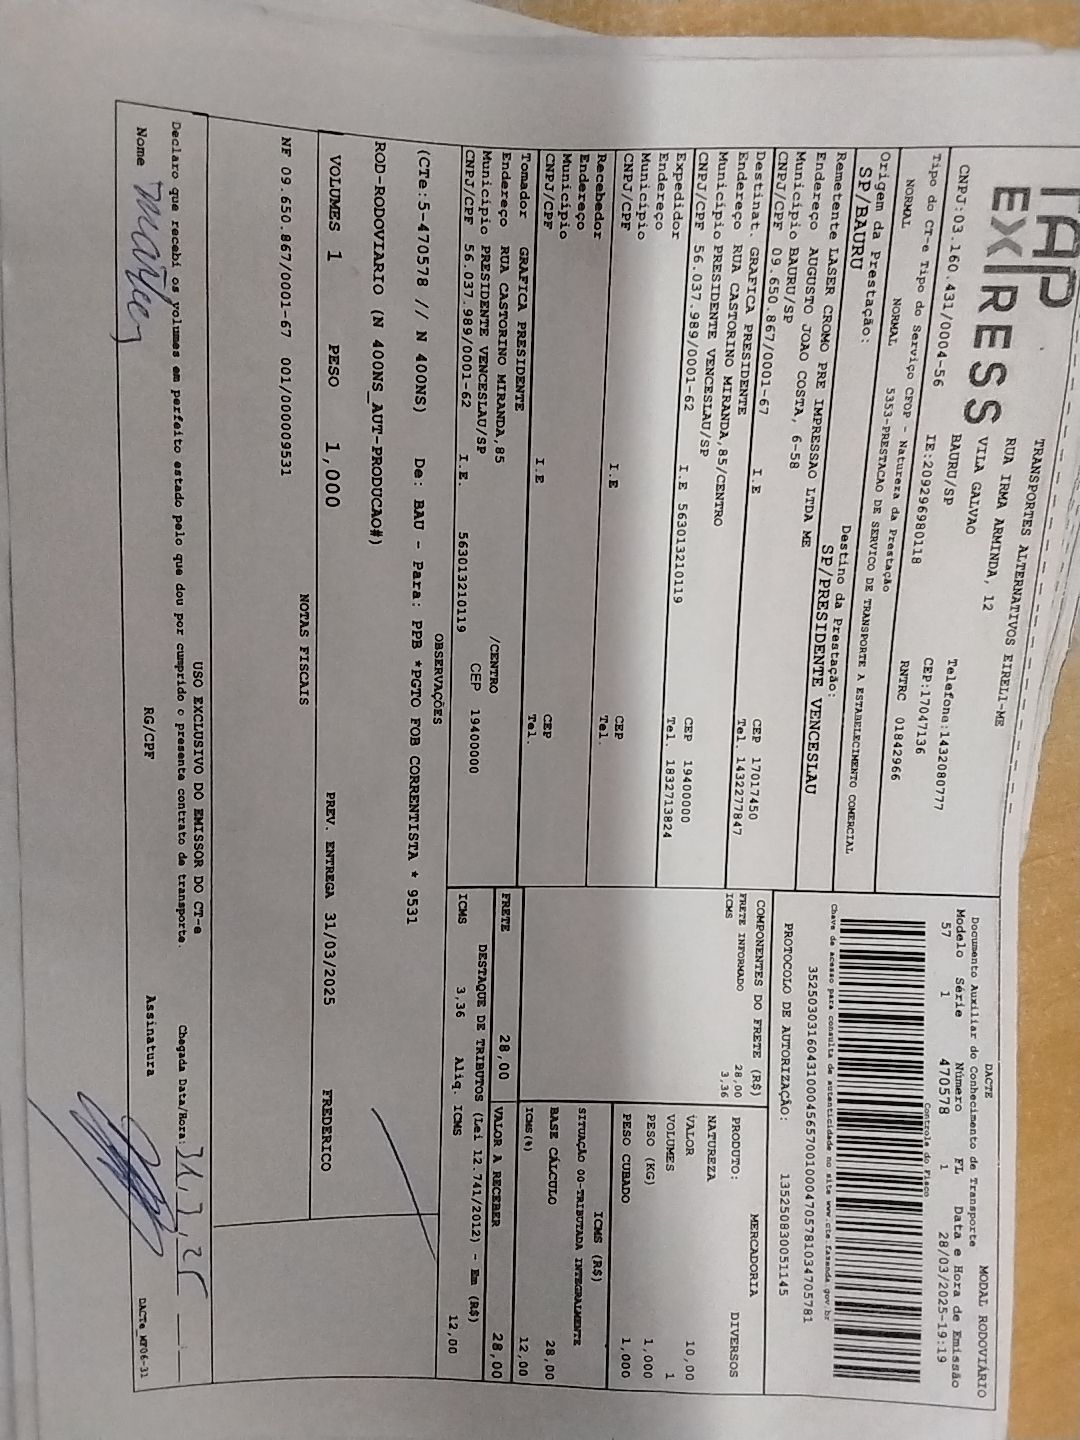 TAP
EXPRESS
TRANSPORTES ALTERNATIVOS EIRELI-ME
RUA IRMA ARMINDA, 12
VILA GALVAO
BAURU/SP
Telefone:1432080777
CEP:17047136
CNPJ:03.160.431/0004-56 IE:209296980118
RNTRC 01842966
Tipo do CT-e Tipo do Serviço CFOP - Natureza da Prestação
NORMAL NORMAL 5353-PRESTACAO DE SERVICO DE TRANSPORTE A ESTABELECIMENTO COMERCIAL
Origem da Prestação: Destino da Prestação:
SP/BAURU SP/PRESIDENTE VENCESLAU
Remetente LASER CROMO PRE IMPRESSAO LTDA ME
Endereço AUGUSTO JOAO COSTA, 6-58
Município BAURU/SP CEP 17017450
CNPJ/CPF 09.650.867/0001-67 I.E Tel. 1432277847
Destinat. GRAFICA PRESIDENTE
Endereço RUA CASTORINO MIRANDA,85/CENTRO
Município PRESIDENTE VENCESLAU/SP CEP 19400000
CNPJ/CPF 56.037.989/0001-62 I.E 563013210119 Tel. 1832713824
Expedidor
Endereço
Município CEP
CNPJ/CPF I.E Tel.
Recebedor
Endereço
Município CEP
CNPJ/CPF I.E Tel.
Tomador GRAFICA PRESIDENTE
Endereço RUA CASTORINO MIRANDA,85 /CENTRO
Município PRESIDENTE VENCESLAU/SP CEP 19400000
CNPJ/CPF 56.037.989/0001-62 I.E. 563013210119
DACTE MODAL RODOVIÁRIO
Documento Auxiliar do Conhecimento de Transporte
Modelo Série Número FL Data e Hora de Emissão
57 1 470578 1 28/03/2025-19:19
Controle do Fisco
Chave de acesso para consulta de autenticidade no site www.cte.fazenda.gov.br
35250303160431000456570010004705781034705781
PROTOCOLO DE AUTORIZAÇÃO: 135250830051145
COMPONENTES DO FRETE (R$)
FRETE INFORMADO 28,00
ICMS 3,36
PRODUTO: MERCADORIA
NATUREZA DIVERSOS
VALOR 10,00
VOLUMES 1
PESO (KG) 1,000
PESO CUBADO 1,000
ICMS (R$)
SITUAÇÃO 00-TRIBUTADA INTEGRALMENTE
BASE CÁLCULO 28,00
ICMS(%) 12,00
FRETE 28,00 VALOR A RECEBER 28,00
DESTAQUE DE TRIBUTOS (Lei 12.741/2012) - Em (R$)
ICMS 3,36 Aliq. ICMS 12,00
OBSERVAÇÕES
(CTe:5-470578 // N 400NS) De: BAU - Para: PPB *PGTO FOB CORRENTISTA * 9531
ROD-RODOVIARIO (N 400NS_AUT-PRODUCAO#)
VOLUMES 1 PESO 1,000 PREV. ENTREGA 31/03/2025 FREDERICO
NOTAS FISCAIS
NF 09.650.867/0001-67 001/000009531
USO EXCLUSIVO DO EMISSOR DO CT-e
Declaro que recebi os volumes em perfeito estado pelo que dou por cumprido o presente contrato de transporte. Chegada Data/Hora: 31,3,25
Nome RG/CPF Assinatura
DACTe_MF06-31